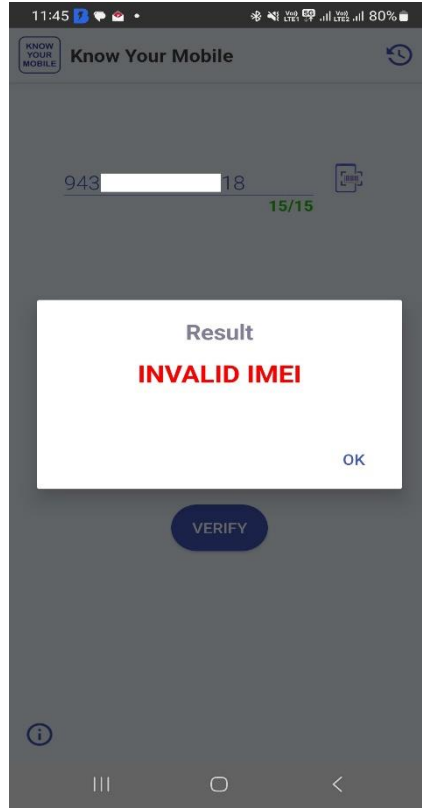 11:45 80%
KNOW
YOUR
MOBILE
Know Your Mobile
943 18
15/15
Result
INVALID IMEI
OK
VERIFY